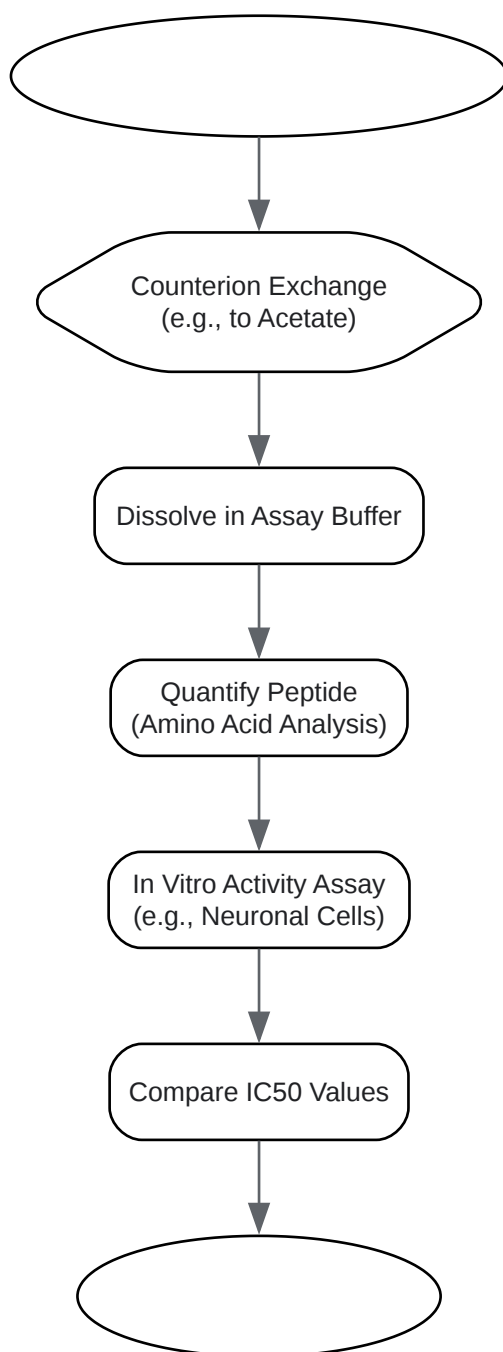 Counterion Exchange
(e.g., to Acetate)
Dissolve in Assay Buffer
Quantify Peptide
(Amino Acid Analysis)
In Vitro Activity Assay
(e.g., Neuronal Cells)
Compare IC50 Values